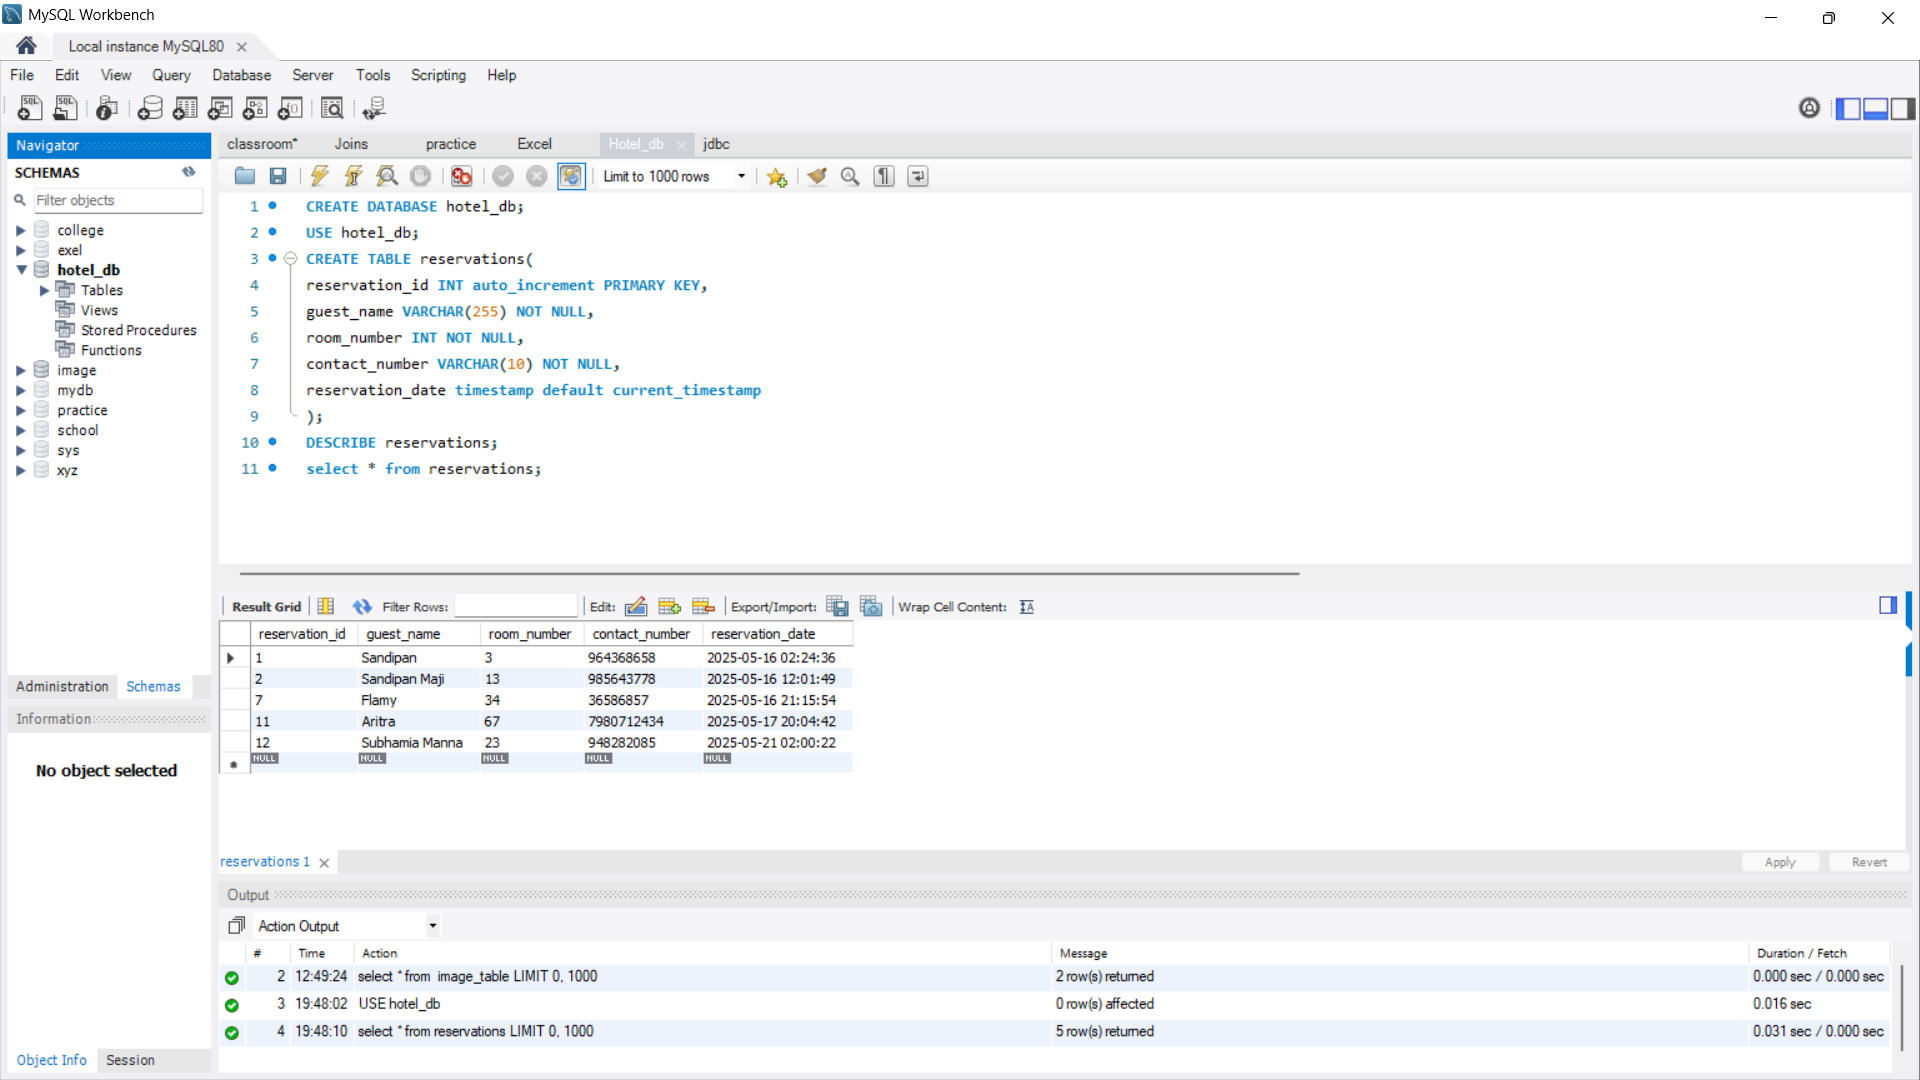 MySQL Workbench
Local instance MySQL80
File Edit View Query Database Server Tools Scripting Help
Navigator
SCHEMAS
Filter objects
college
exel
hotel_db
Tables
Views
Stored Procedures
Functions
image
mydb
practice
school
sys
xyz
Administration Schemas
Information
No object selected
Object Info Session
classroom* Joins practice Excel Hotel_db jdbc
Limit to 1000 rows
1 CREATE DATABASE hotel_db;
2 USE hotel_db;
3 CREATE TABLE reservations(
4 reservation_id INT auto_increment PRIMARY KEY,
5 guest_name VARCHAR(255) NOT NULL,
6 room_number INT NOT NULL,
7 contact_number VARCHAR(10) NOT NULL,
8 reservation_date timestamp default current_timestamp
9 );
10 DESCRIBE reservations;
11 select * from reservations;
Result Grid Filter Rows: Edit: Export/Import: Wrap Cell Content:
reservation_id guest_name room_number contact_number reservation_date
1 Sandipan 3 964368658 2025-05-16 02:24:36
2 Sandipan Maji 13 985643778 2025-05-16 12:01:49
7 Flamy 34 36586857 2025-05-16 21:15:54
11 Aritra 67 7980712434 2025-05-17 20:04:42
12 Subhamia Manna 23 948282085 2025-05-21 02:00:22
NULL NULL NULL NULL NULL
reservations 1 Apply Revert
Output
Action Output
# Time Action Message Duration / Fetch
2 12:49:24 select * from image_table LIMIT 0, 1000 2 row(s) returned 0.000 sec / 0.000 sec
3 19:48:02 USE hotel_db 0 row(s) affected 0.016 sec
4 19:48:10 select * from reservations LIMIT 0, 1000 5 row(s) returned 0.031 sec / 0.000 sec